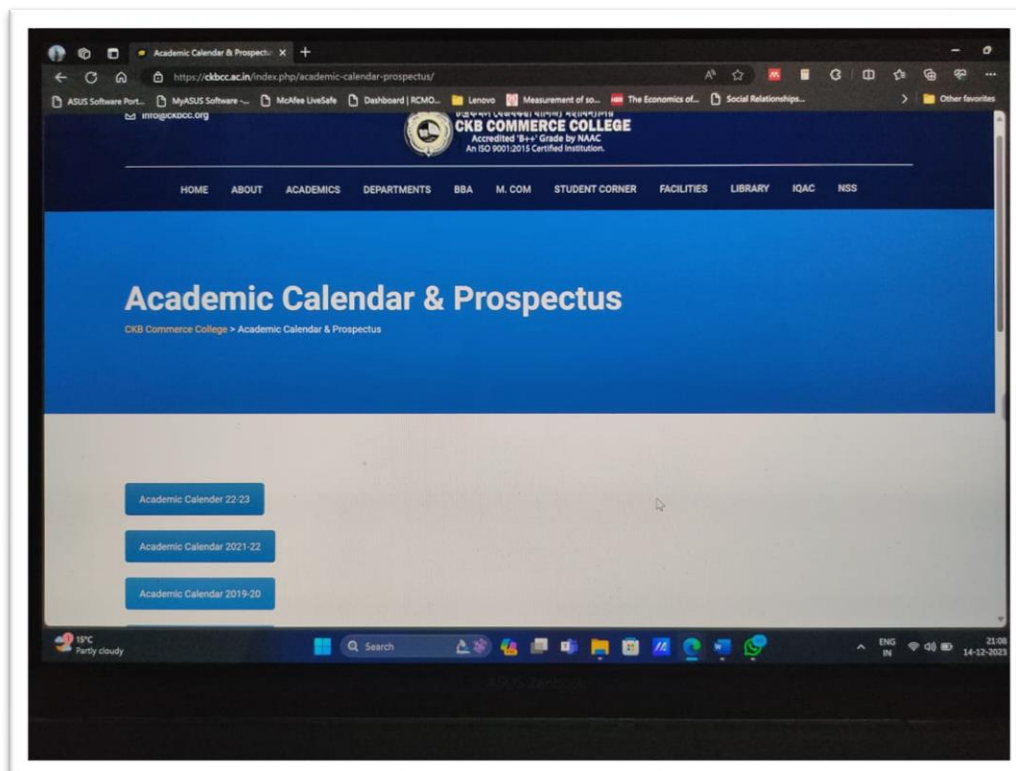 Academic Calendar & Prospectu
https://ckbcc.ac.in/index.php/academic-calendar-prospectus/
ASUS Software Port... MyASUS Software -... McAfee LiveSafe Dashboard | RCMO... Lenovo Measurement of so... The Economics of... Social Relationships... Other favorites
info@ckbcc.org
CKB COMMERCE COLLEGE
Accredited 'B++' Grade by NAAC
An ISO 9001:2015 Certified Institution.
HOME ABOUT ACADEMICS DEPARTMENTS BBA M. COM STUDENT CORNER FACILITIES LIBRARY IQAC NSS
Academic Calendar & Prospectus
CKB Commerce College > Academic Calendar & Prospectus
Academic Calender 22-23
Academic Calendar 2021-22
Academic Calendar 2019-20
15°C
Partly cloudy
Search
ENG
IN
21:08
14-12-2023
ASUS Zenbook